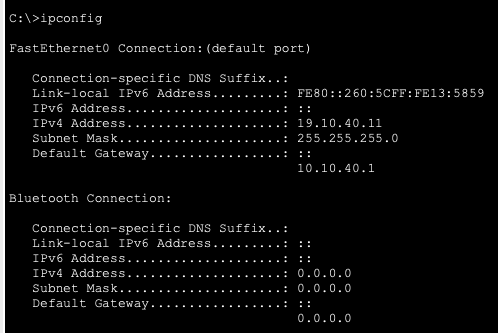 C:\>ipconfig
FastEthernet0 Connection:(default port)
Connection-specific DNS Suffix..:
Link-local IPv6 Address.........: FE80::260:5CFF:FE13:5859
IPv6 Address....................: ::
IPv4 Address....................: 19.10.40.11
Subnet Mask.....................: 255.255.255.0
Default Gateway.................: ::
10.10.40.1
Bluetooth Connection:
Connection-specific DNS Suffix..:
Link-local IPv6 Address.........: ::
IPv6 Address....................: ::
IPv4 Address....................: 0.0.0.0
Subnet Mask.....................: 0.0.0.0
Default Gateway.................: ::
0.0.0.0